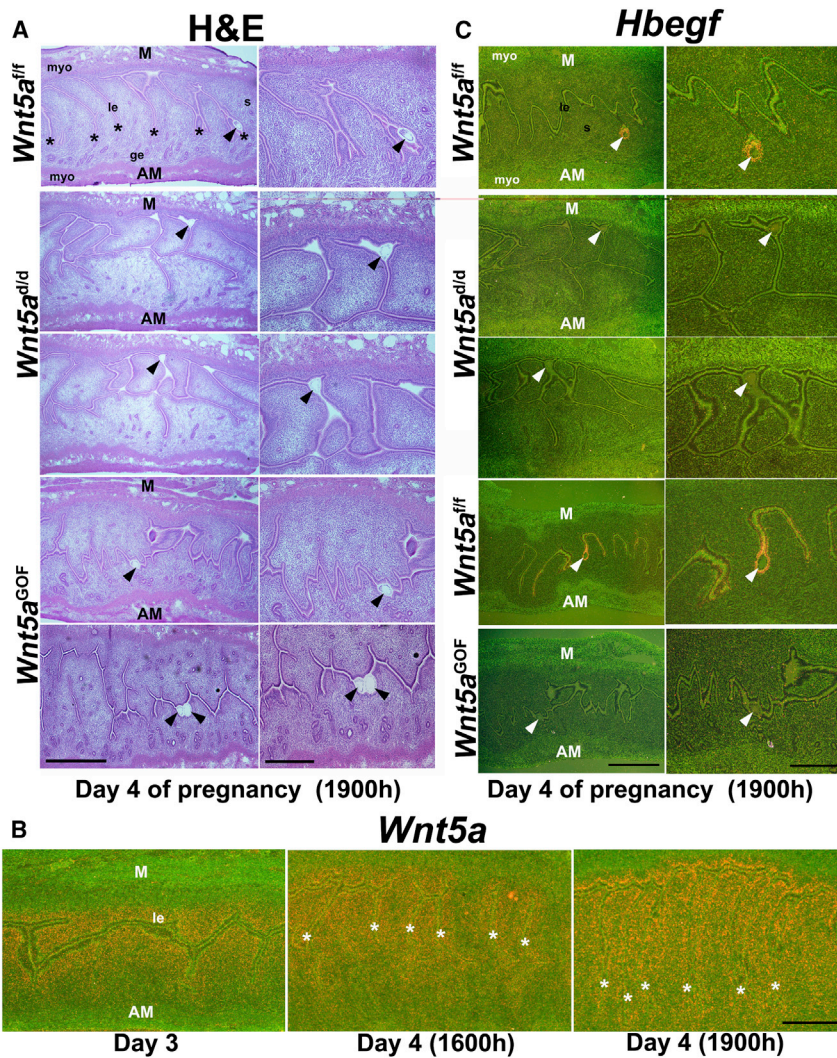 A
H&E
Wnt5a^f/f
M
myo
le
s
* * * * *
ge
myo
AM
Wnt5a^d/d
M
AM
Wnt5a^GOF
M
AM
Day 4 of pregnancy (1900h)
C
Hbegf
Wnt5a^f/f
myo
M
le
s
myo
AM
Wnt5a^d/d
M
AM
Wnt5a^f/f
M
AM
Wnt5a^GOF
M
AM
Day 4 of pregnancy (1900h)
B
Wnt5a
M
le
AM
* * * * * *
* * * * * *
Day 3
Day 4 (1600h)
Day 4 (1900h)